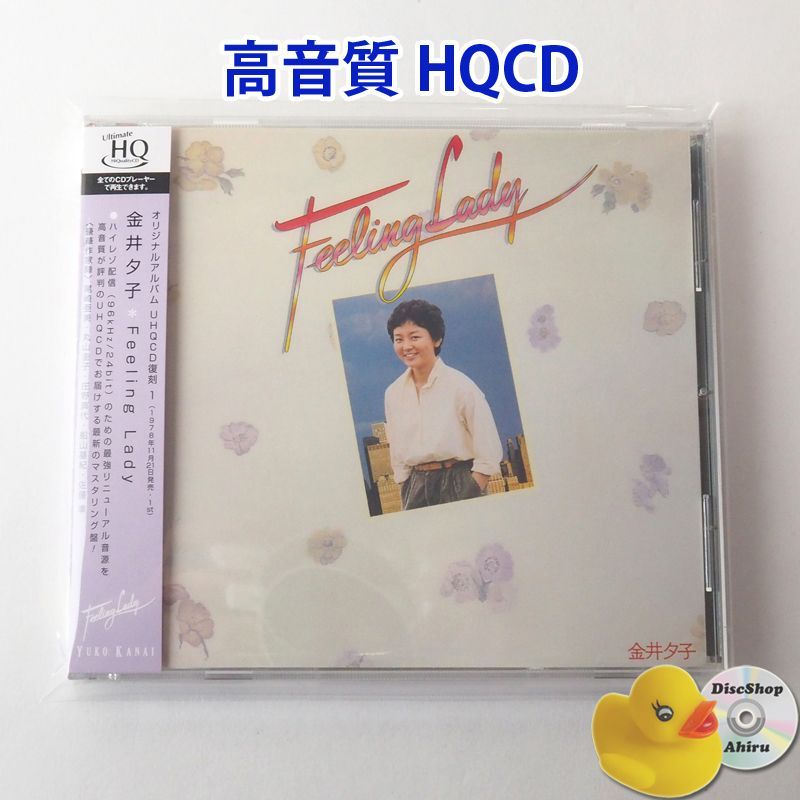 高音質 HQCD
Ultimate
HQ
HiQualityCD
全てのCDプレーヤー
で再生できます。
オリジナルアルバム UHQCD復刻 1 (1978年11月21日発売・1st)
金井夕子 * Feeling Lady
●ハイレゾ配信(96kHz/24bit)のための最強リニューアル音源を
高音質が評判のUHQCDでお届けする最新のマスタリング盤!
Feeling Lady
YUKO KANAI
Feeling Lady
金井夕子
DiscShop
Ahiru